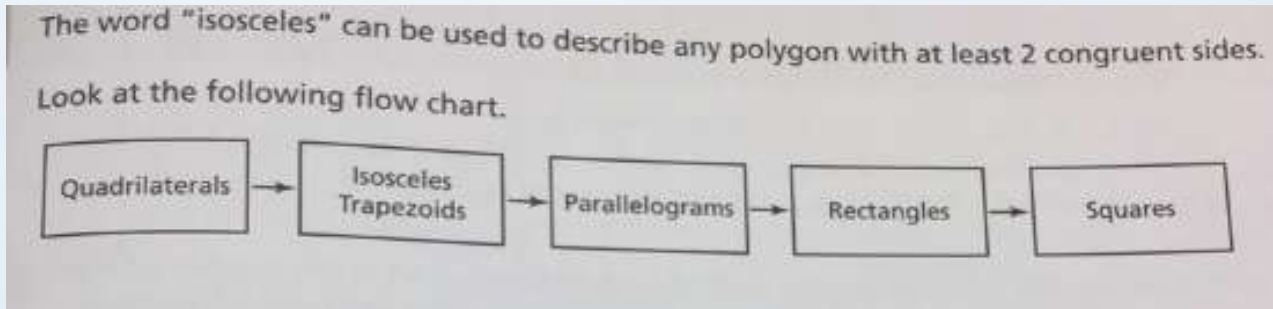 The word "isosceles" can be used to describe any polygon with at least 2 congruent sides.
Look at the following flow chart.
Quadrilaterals
Isosceles
Trapezoids
Parallelograms
Rectangles
Squares